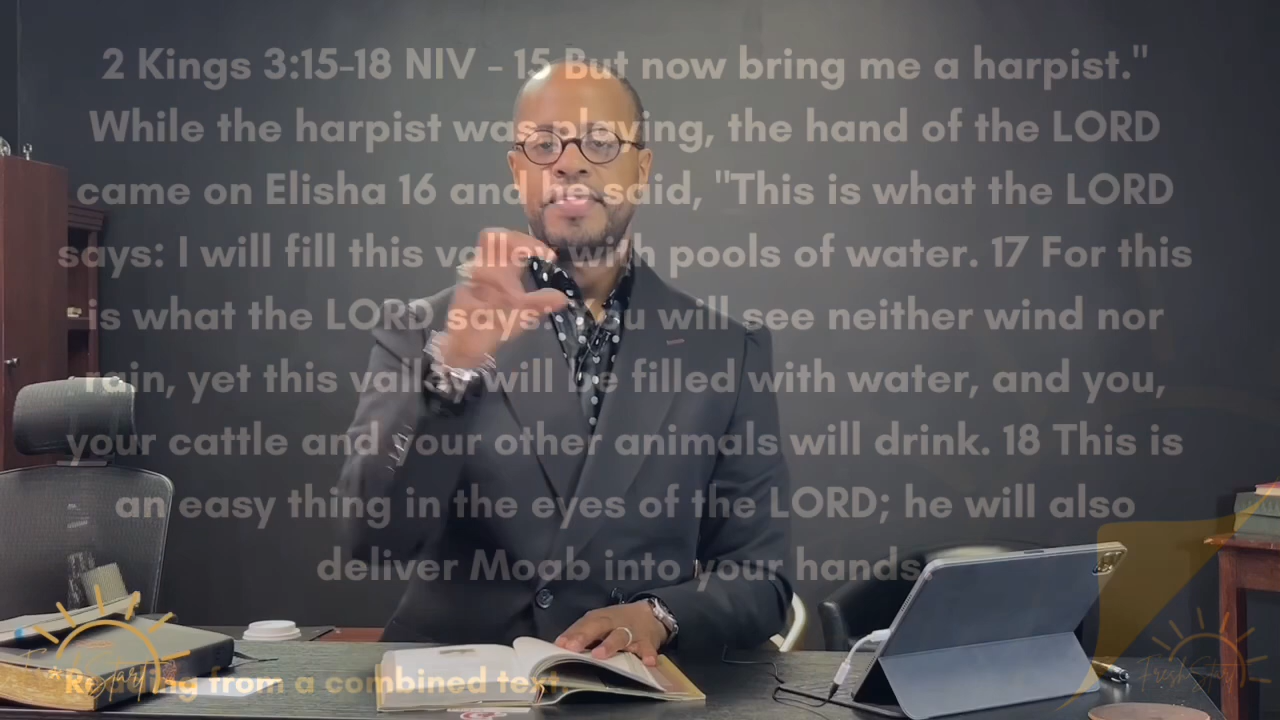 2 Kings 3:15-18 NIV - 15 But now bring me a harpist."
While the harpist was playing, the hand of the LORD
came on Elisha 16 and he said, "This is what the LORD
says: I will fill this valley with pools of water. 17 For this
is what the LORD says: You will see neither wind nor
rain, yet this valley will be filled with water, and you,
your cattle and your other animals will drink. 18 This is
an easy thing in the eyes of the LORD; he will also
deliver Moab into your hands.
Reading from a combined text.
Fresh Start
Fresh Start